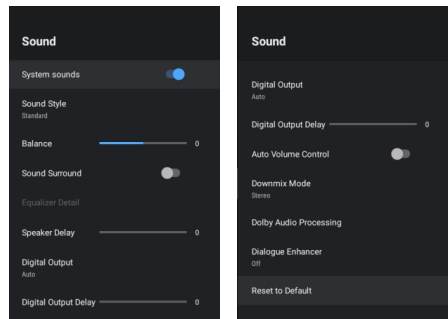 Sound
System sounds
Sound Style
Standard
Balance 0
Sound Surround
Equalizer Detail
Speaker Delay 0
Digital Output
Auto
Digital Output Delay 0
Sound
Digital Output
Auto
Digital Output Delay 0
Auto Volume Control
Downmix Mode
Stereo
Dolby Audio Processing
Dialogue Enhancer
Off
Reset to Default